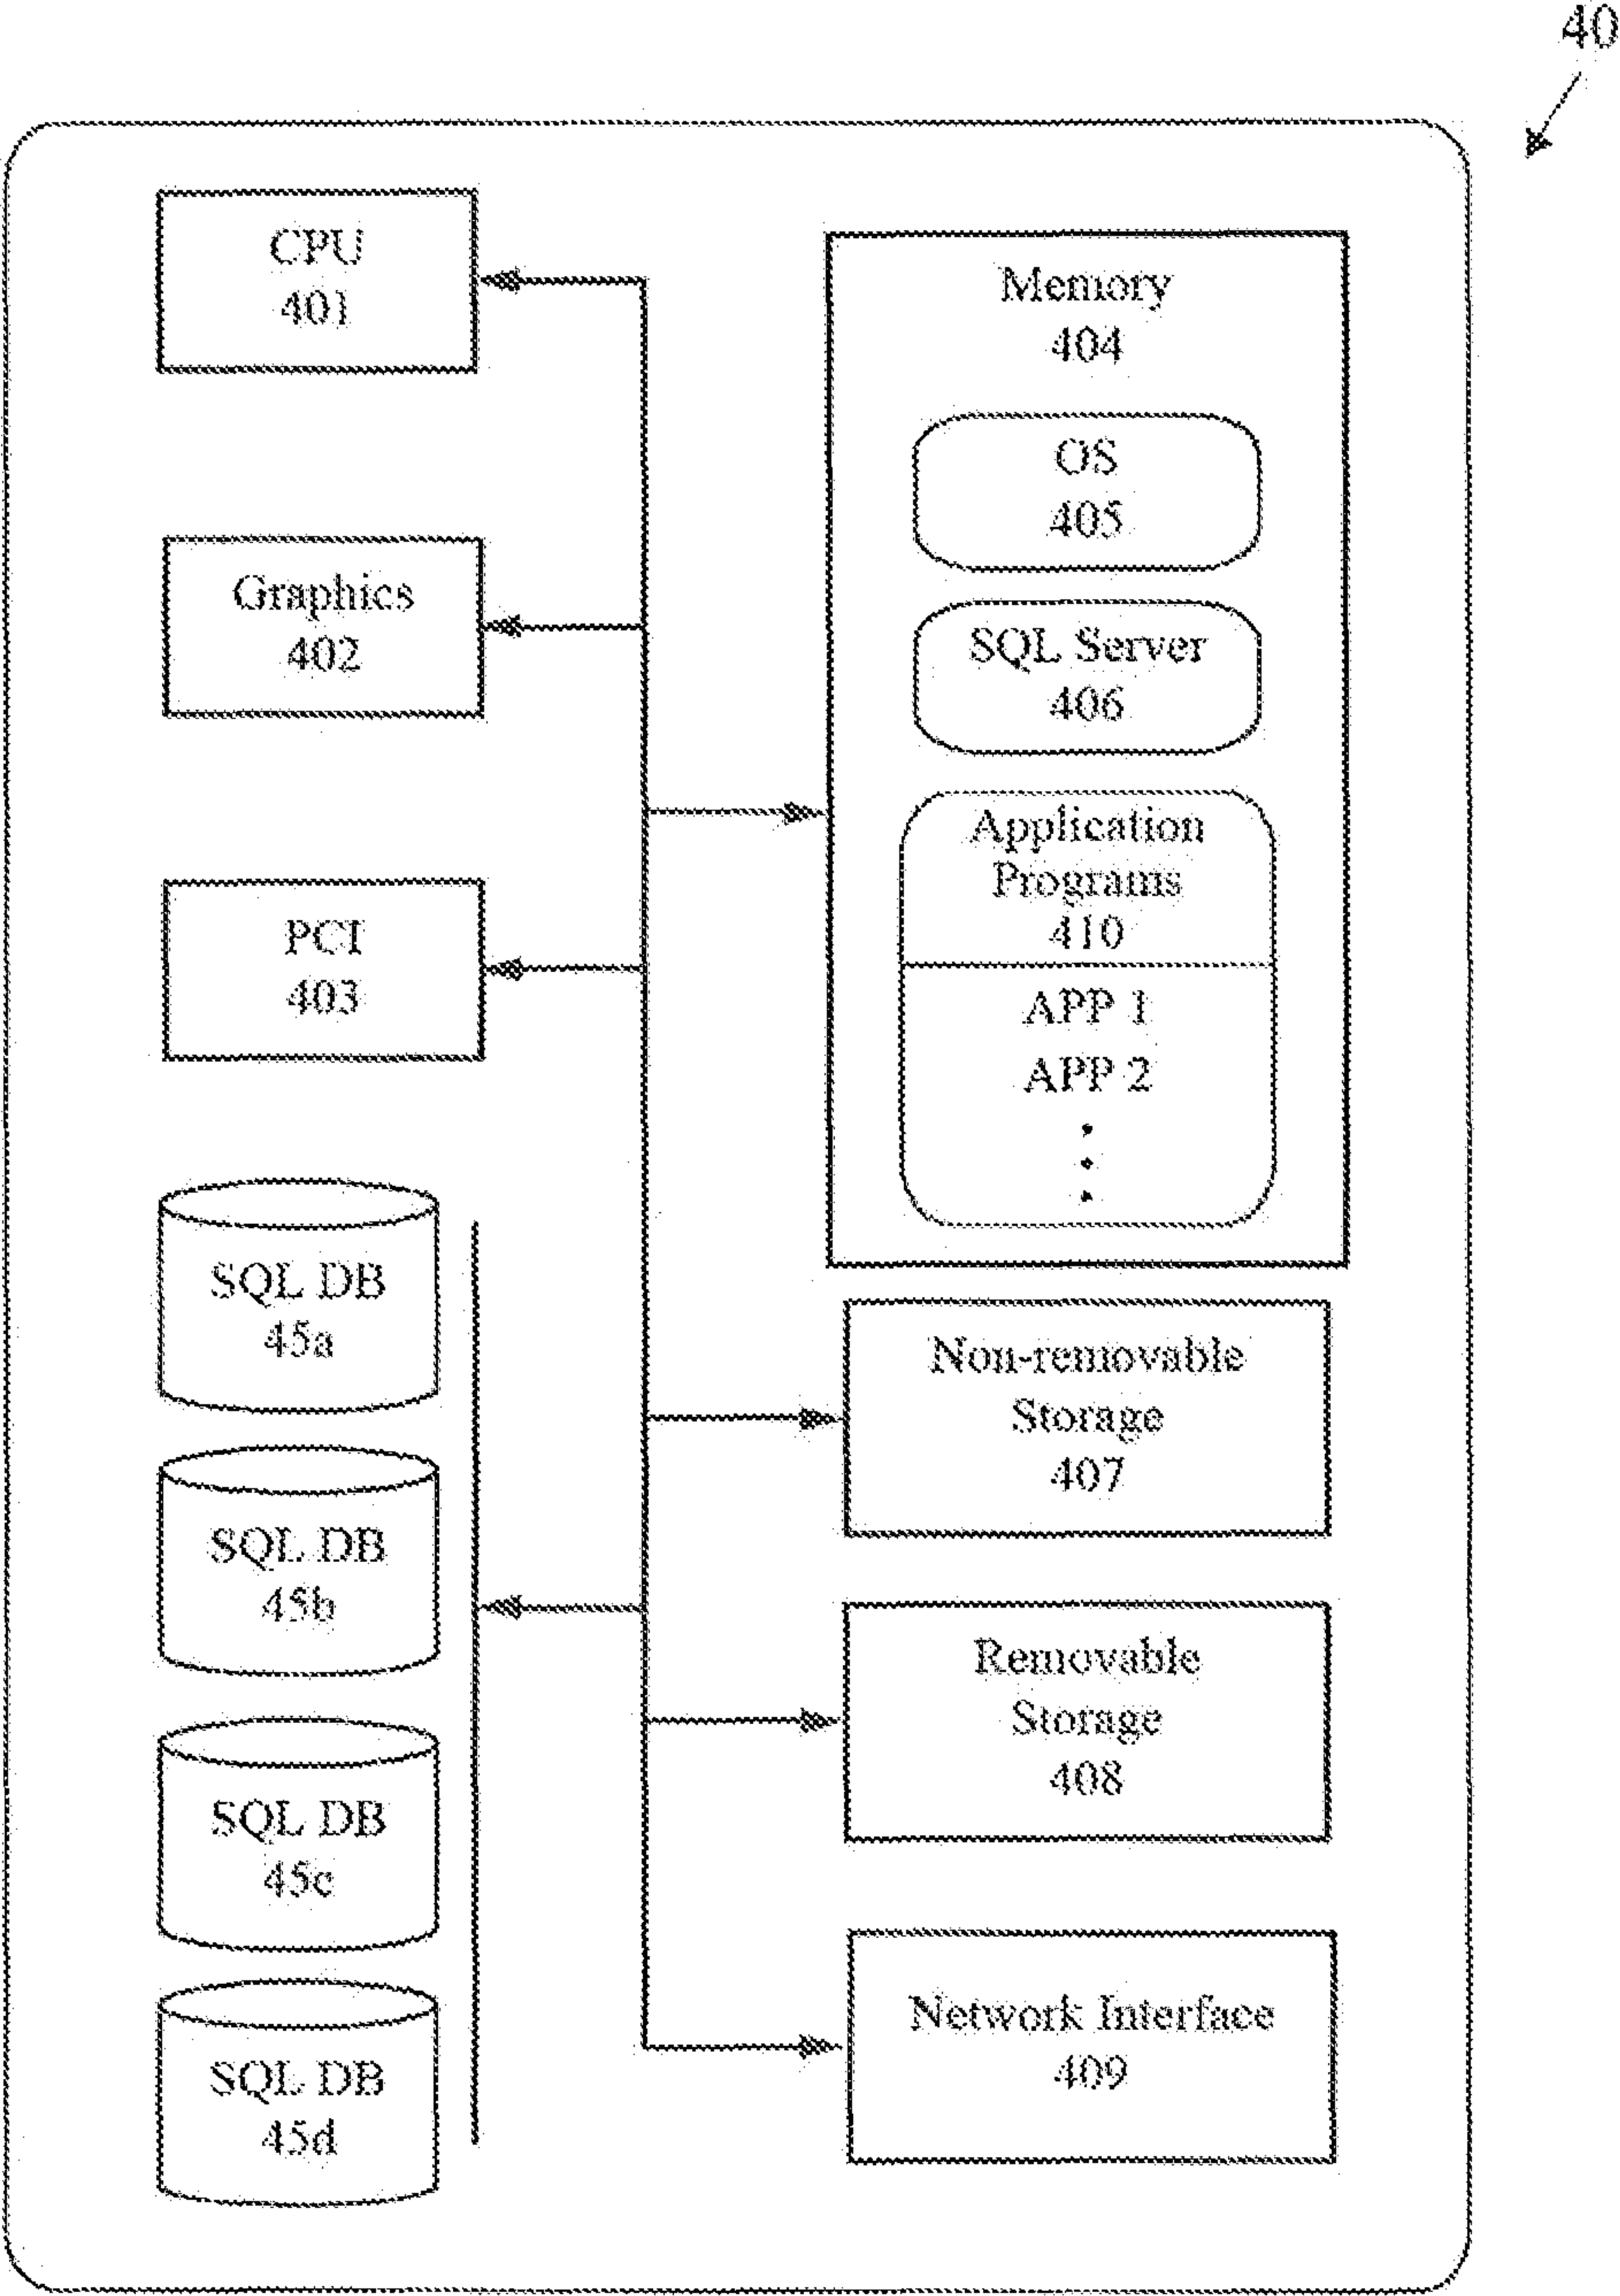 40
CPU
401
Graphics
402
PCI
403
SQL DB
45a
SQL DB
45b
SQL DB
45c
SQL DB
45d
Memory
404
OS
405
SQL Server
406
Application
Programs
410
APP 1
APP 2
Non-removable
Storage
407
Removable
Storage
408
Network Interface
409